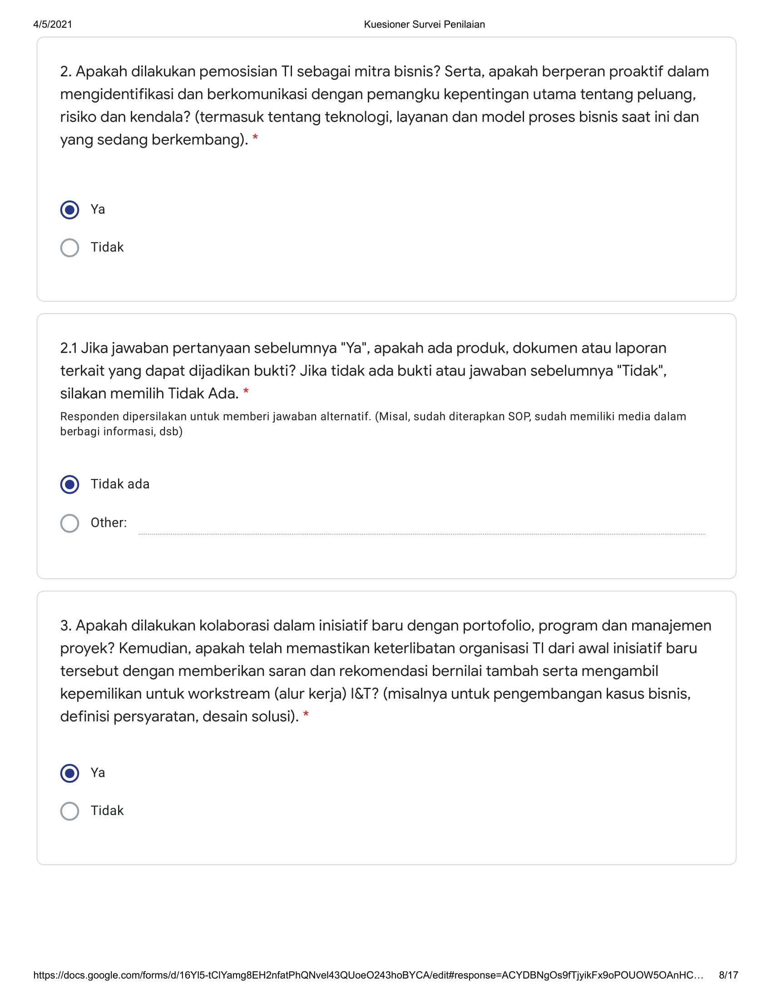 4/5/2021
Kuesioner Survei Penilaian
2. Apakah dilakukan pemosisian TI sebagai mitra bisnis? Serta, apakah berperan proaktif dalam
mengidentifikasi dan berkomunikasi dengan pemangku kepentingan utama tentang peluang,
risiko dan kendala? (termasuk tentang teknologi, layanan dan model proses bisnis saat ini dan
yang sedang berkembang). *
Ya
Tidak
2.1 Jika jawaban pertanyaan sebelumnya "Ya", apakah ada produk, dokumen atau laporan
terkait yang dapat dijadikan bukti? Jika tidak ada bukti atau jawaban sebelumnya "Tidak",
silakan memilih Tidak Ada. *
Responden dipersilakan untuk memberi jawaban alternatif. (Misal, sudah diterapkan SOP, sudah memiliki media dalam
berbagi informasi, dsb)
Tidak ada
Other:
3. Apakah dilakukan kolaborasi dalam inisiatif baru dengan portofolio, program dan manajemen
proyek? Kemudian, apakah telah memastikan keterlibatan organisasi TI dari awal inisiatif baru
tersebut dengan memberikan saran dan rekomendasi bernilai tambah serta mengambil
kepemilikan untuk workstream (alur kerja) I&T? (misalnya untuk pengembangan kasus bisnis,
definisi persyaratan, desain solusi). *
Ya
Tidak
https://docs.google.com/forms/d/16YI5-tClYamg8EH2nfatPhQNvel43QUoeO243hoBYCA/edit#response=ACYDBNgOs9fTjyikFx9oPOUOW5OAnHC…
8/17